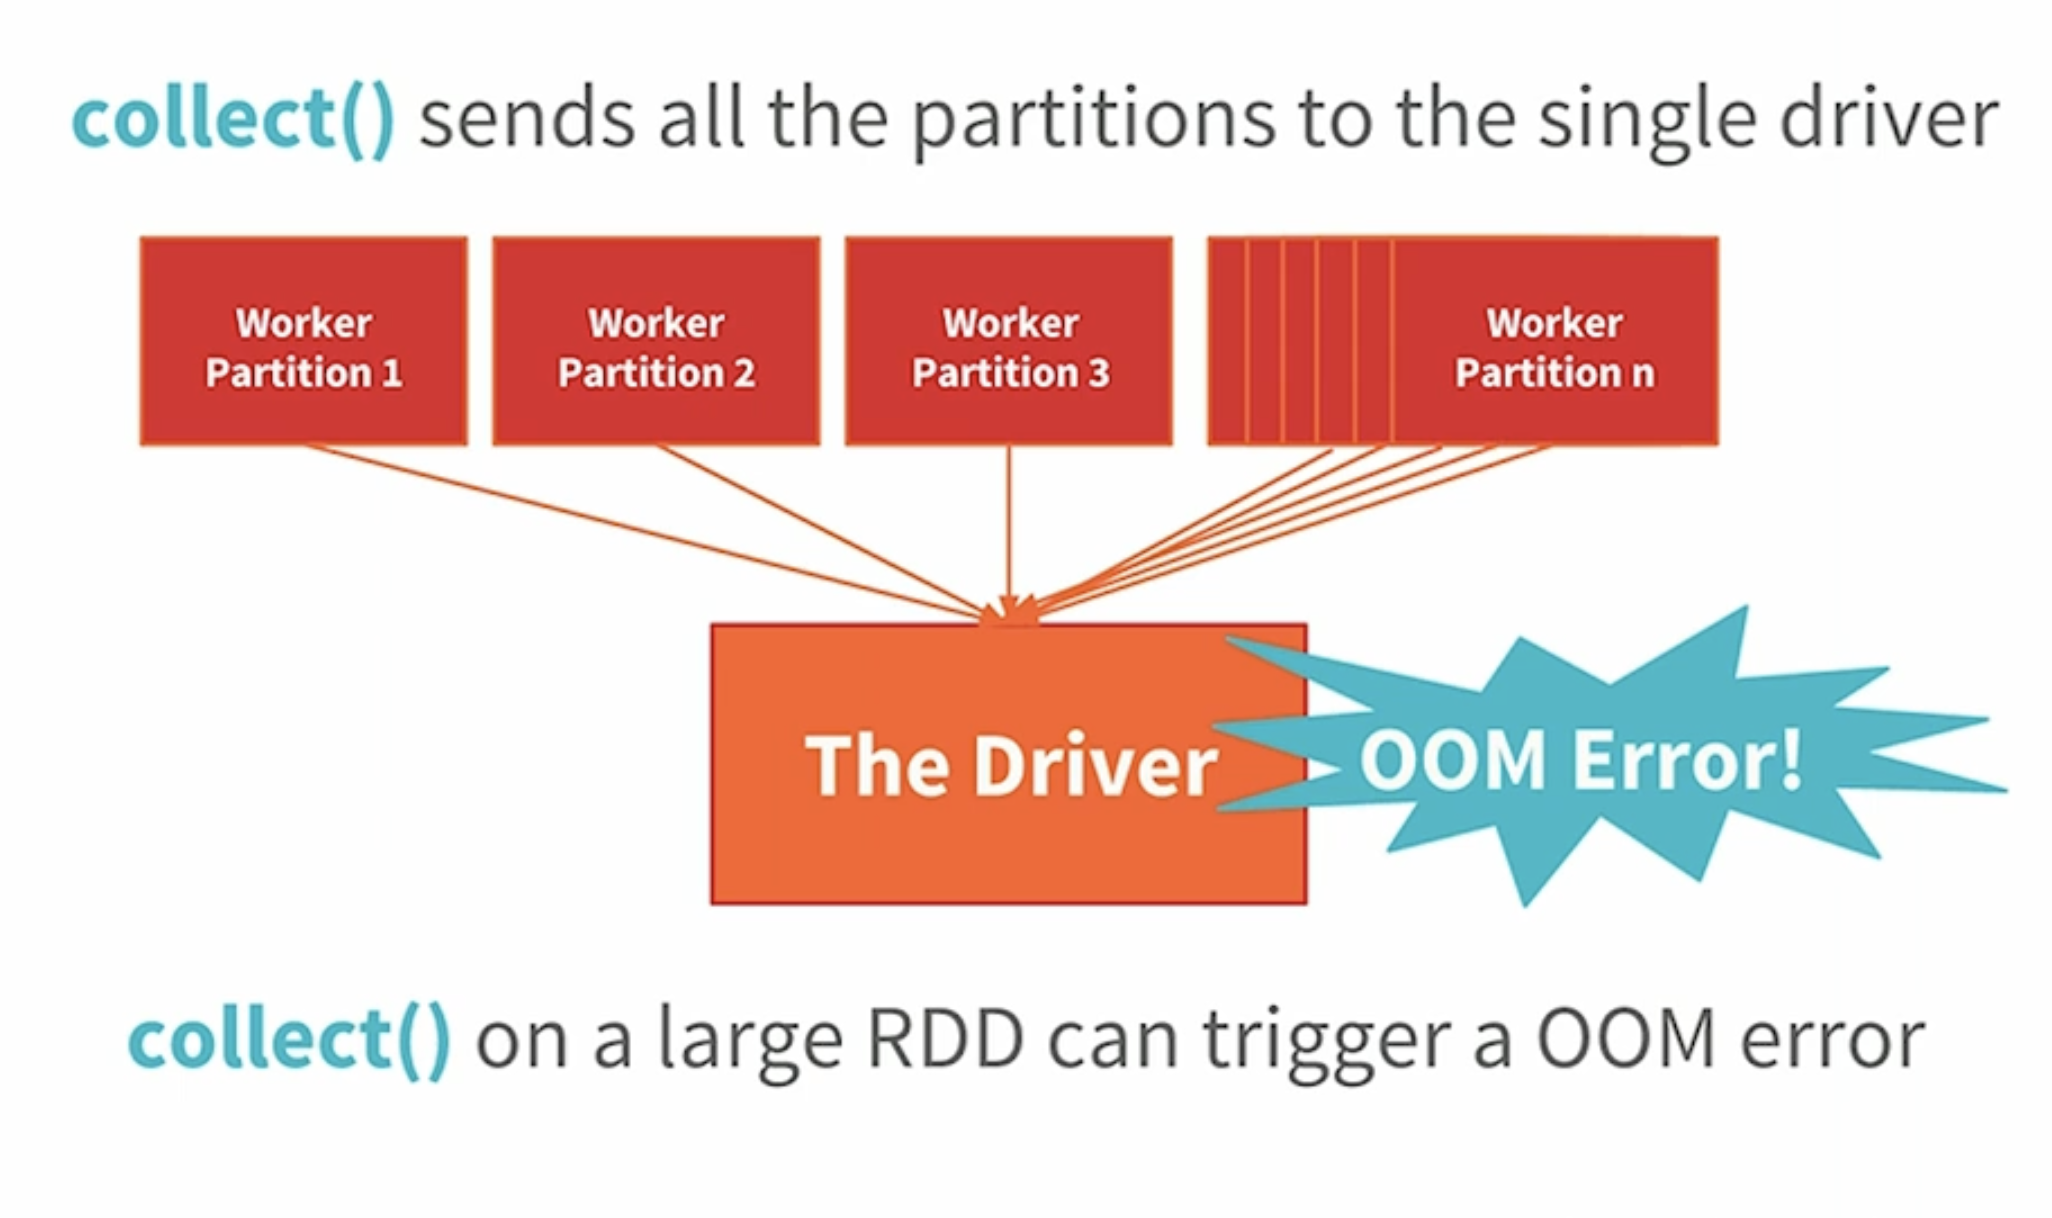 collect() sends all the partitions to the single driver
Worker
Partition 1
Worker
Partition 2
Worker
Partition 3
Worker
Partition n
The Driver
OOM Error!
collect() on a large RDD can trigger a OOM error